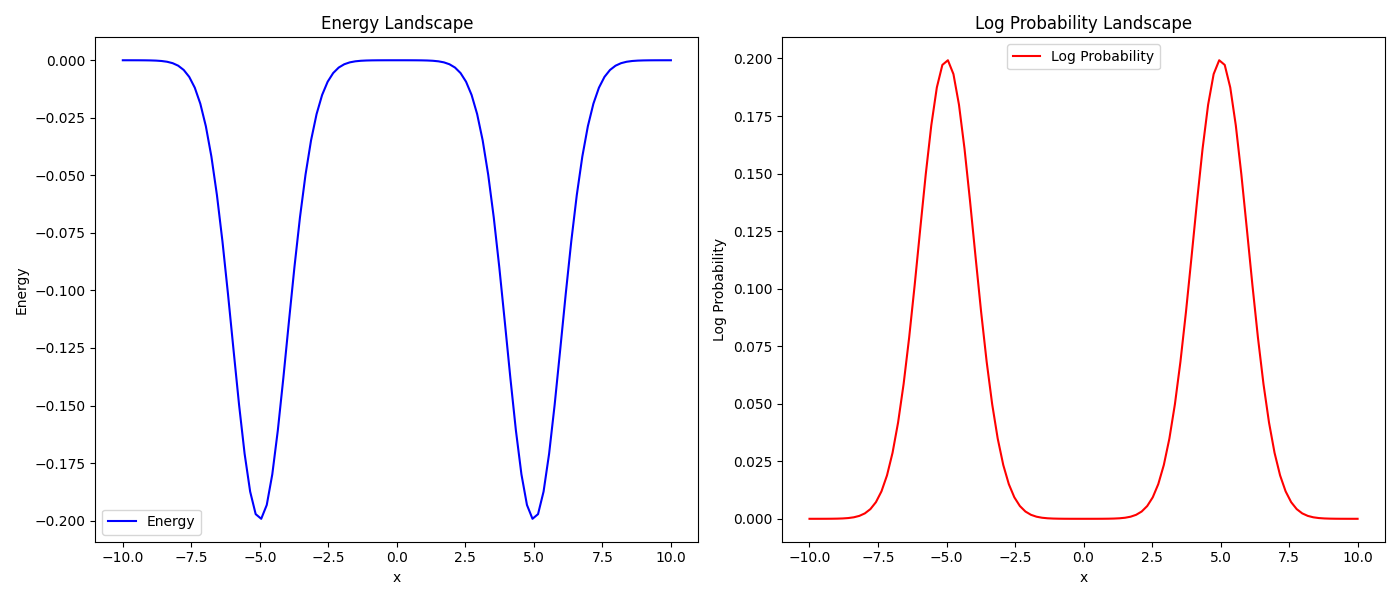 Energy Landscape
0.000
−0.025
−0.050
−0.075
−0.100
−0.125
−0.150
−0.175
−0.200
Energy
Energy
−10.0 −7.5 −5.0 −2.5 0.0 2.5 5.0 7.5 10.0
x
Log Probability Landscape
Log Probability
0.200
0.175
0.150
0.125
0.100
0.075
0.050
0.025
0.000
Log Probability
−10.0 −7.5 −5.0 −2.5 0.0 2.5 5.0 7.5 10.0
x